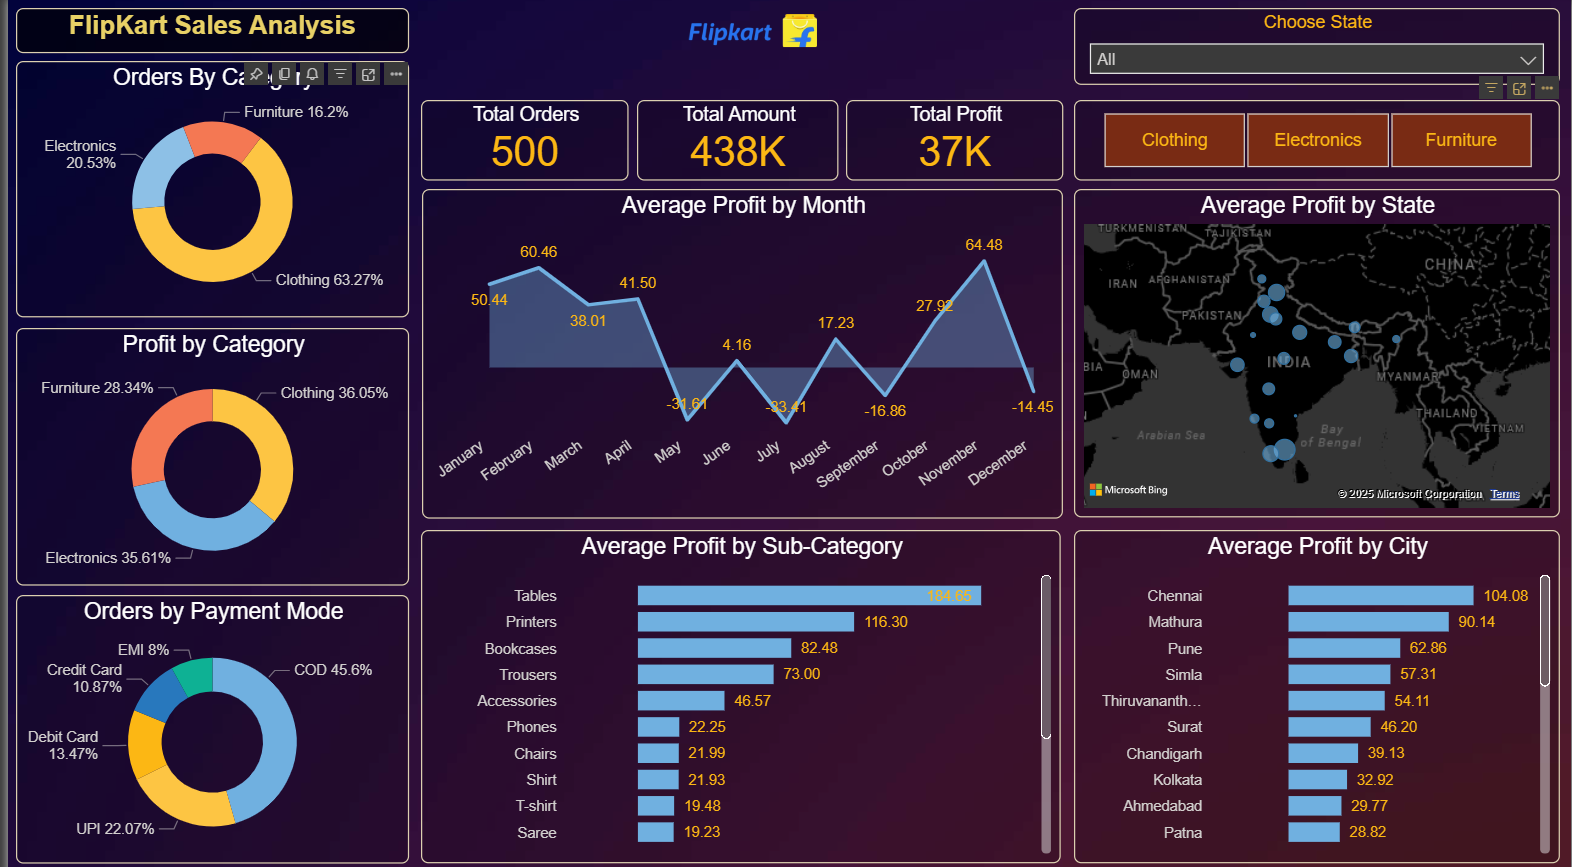 FlipKart Sales Analysis
Flipkart
Choose State
All
Orders By
Furniture 16.2%
Electronics
20.53%
Clothing 63.27%
Total Orders
500
Total Amount
438K
Total Profit
37K
Clothing
Electronics
Furniture
Profit by Category
Furniture 28.34%
Clothing 36.05%
Electronics 35.61%
Average Profit by Month
50.44
60.46
38.01
41.50
-31.61
4.16
-33.41
17.23
-16.86
27.92
64.48
-14.45
January
February
March
April
May
June
July
August
September
October
November
December
Average Profit by State
TURKMENISTAN
TAJIKISTAN
CHINA
IRAN
AFGHANISTAN
PAKISTAN
INDIA
OMAN
MYANMAR
THAILAND
VIETNAM
Arabian Sea
Bay
of Bengal
Microsoft Bing
© 2025 Microsoft Corporation Terms
Orders by Payment Mode
EMI 8%
Credit Card
10.87%
COD 45.6%
Debit Card
13.47%
UPI 22.07%
Average Profit by Sub-Category
Tables 184.65
Printers 116.30
Bookcases 82.48
Trousers 73.00
Accessories 46.57
Phones 22.25
Chairs 21.99
Shirt 21.93
T-shirt 19.48
Saree 19.23
Average Profit by City
Chennai 104.08
Mathura 90.14
Pune 62.86
Simla 57.31
Thiruvananth... 54.11
Surat 46.20
Chandigarh 39.13
Kolkata 32.92
Ahmedabad 29.77
Patna 28.82